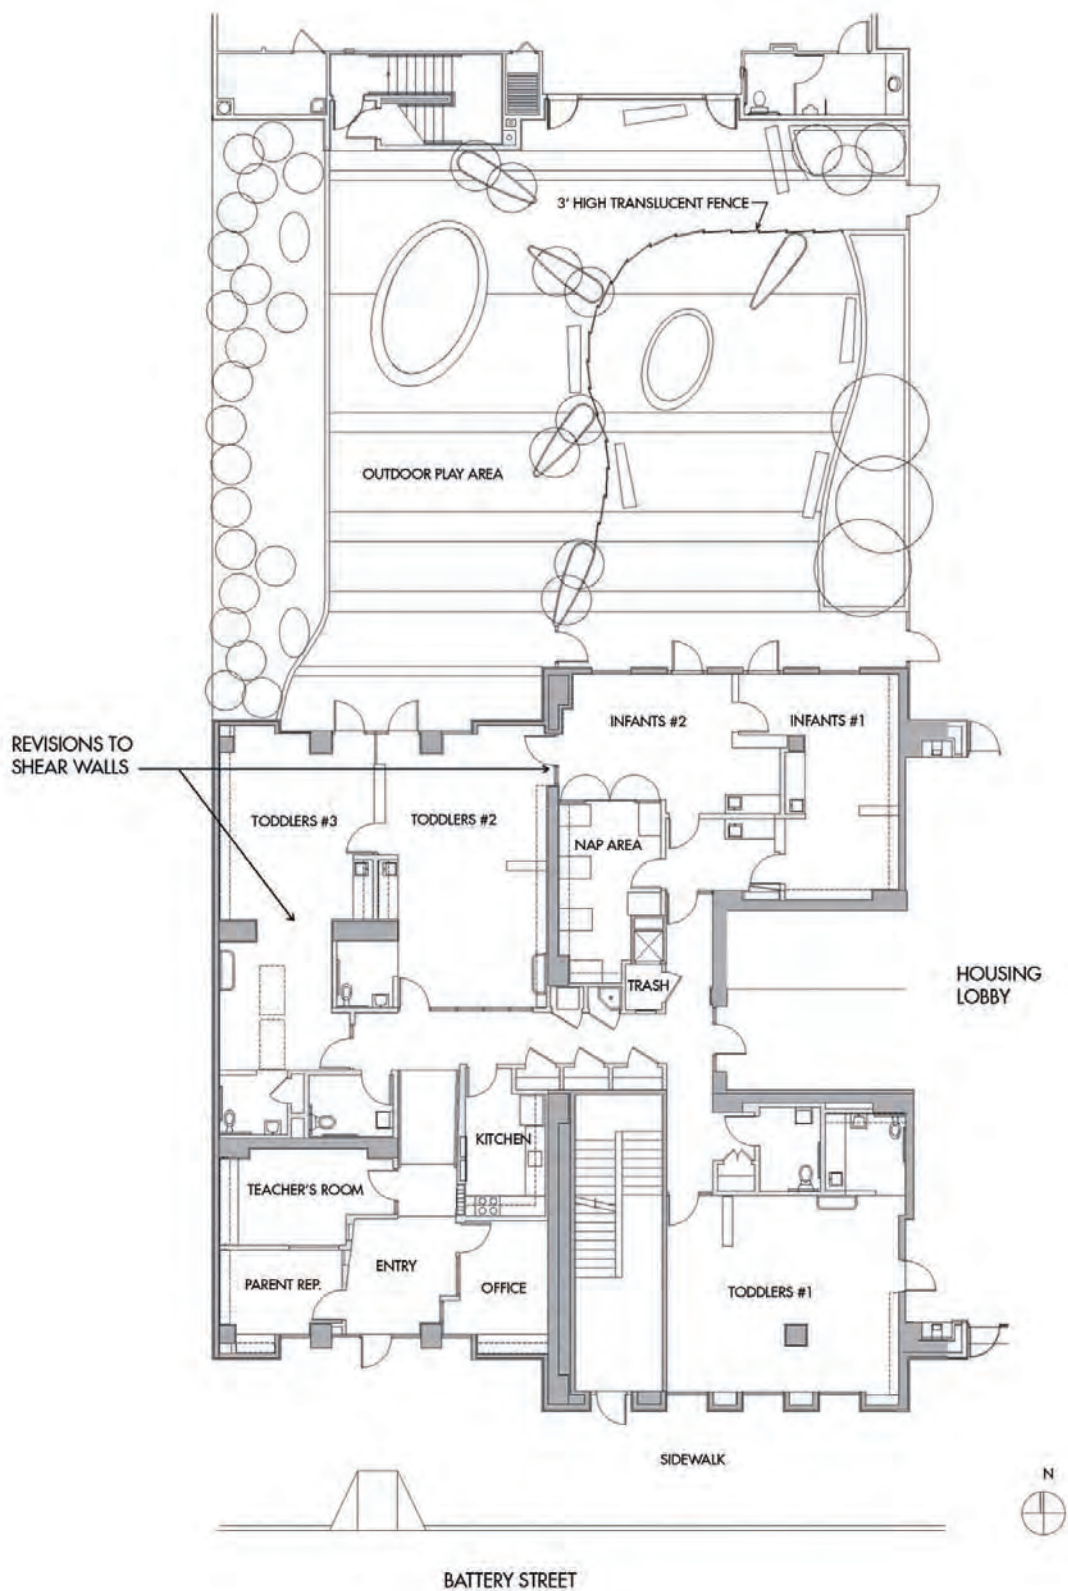 3' HIGH TRANSLUCENT FENCE
OUTDOOR PLAY AREA
INFANTS #2
INFANTS #1
REVISIONS TO
SHEAR WALLS
TODDLERS #3
TODDLERS #2
NAP AREA
HOUSING
LOBBY
TRASH
KITCHEN
TEACHER'S ROOM
ENTRY
PARENT REP.
OFFICE
TODDLERS #1
SIDEWALK
N
BATTERY STREET